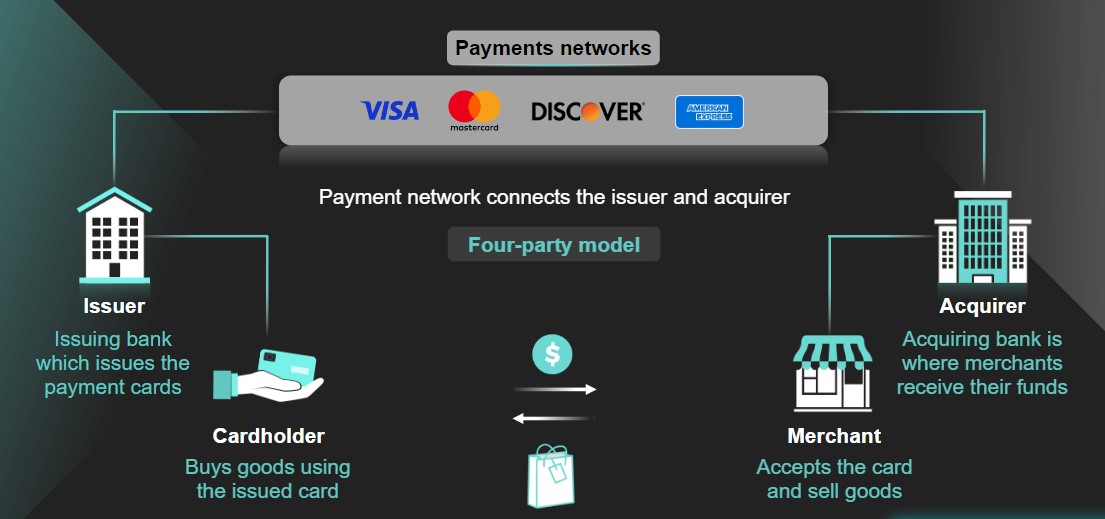 Payments networks
VISA
mastercard
DISCOVER
AMERICAN
EXPRESS
Payment network connects the issuer and acquirer
Four-party model
Issuer
Issuing bank
which issues the
payment cards
Cardholder
Buys goods using
the issued card
$
Acquirer
Acquiring bank is
where merchants
receive their funds
Merchant
Accepts the card
and sell goods